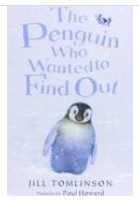 The
Penguin
Who
Wanted to
Find Out
JILL TOMLINSON
Paul Howard